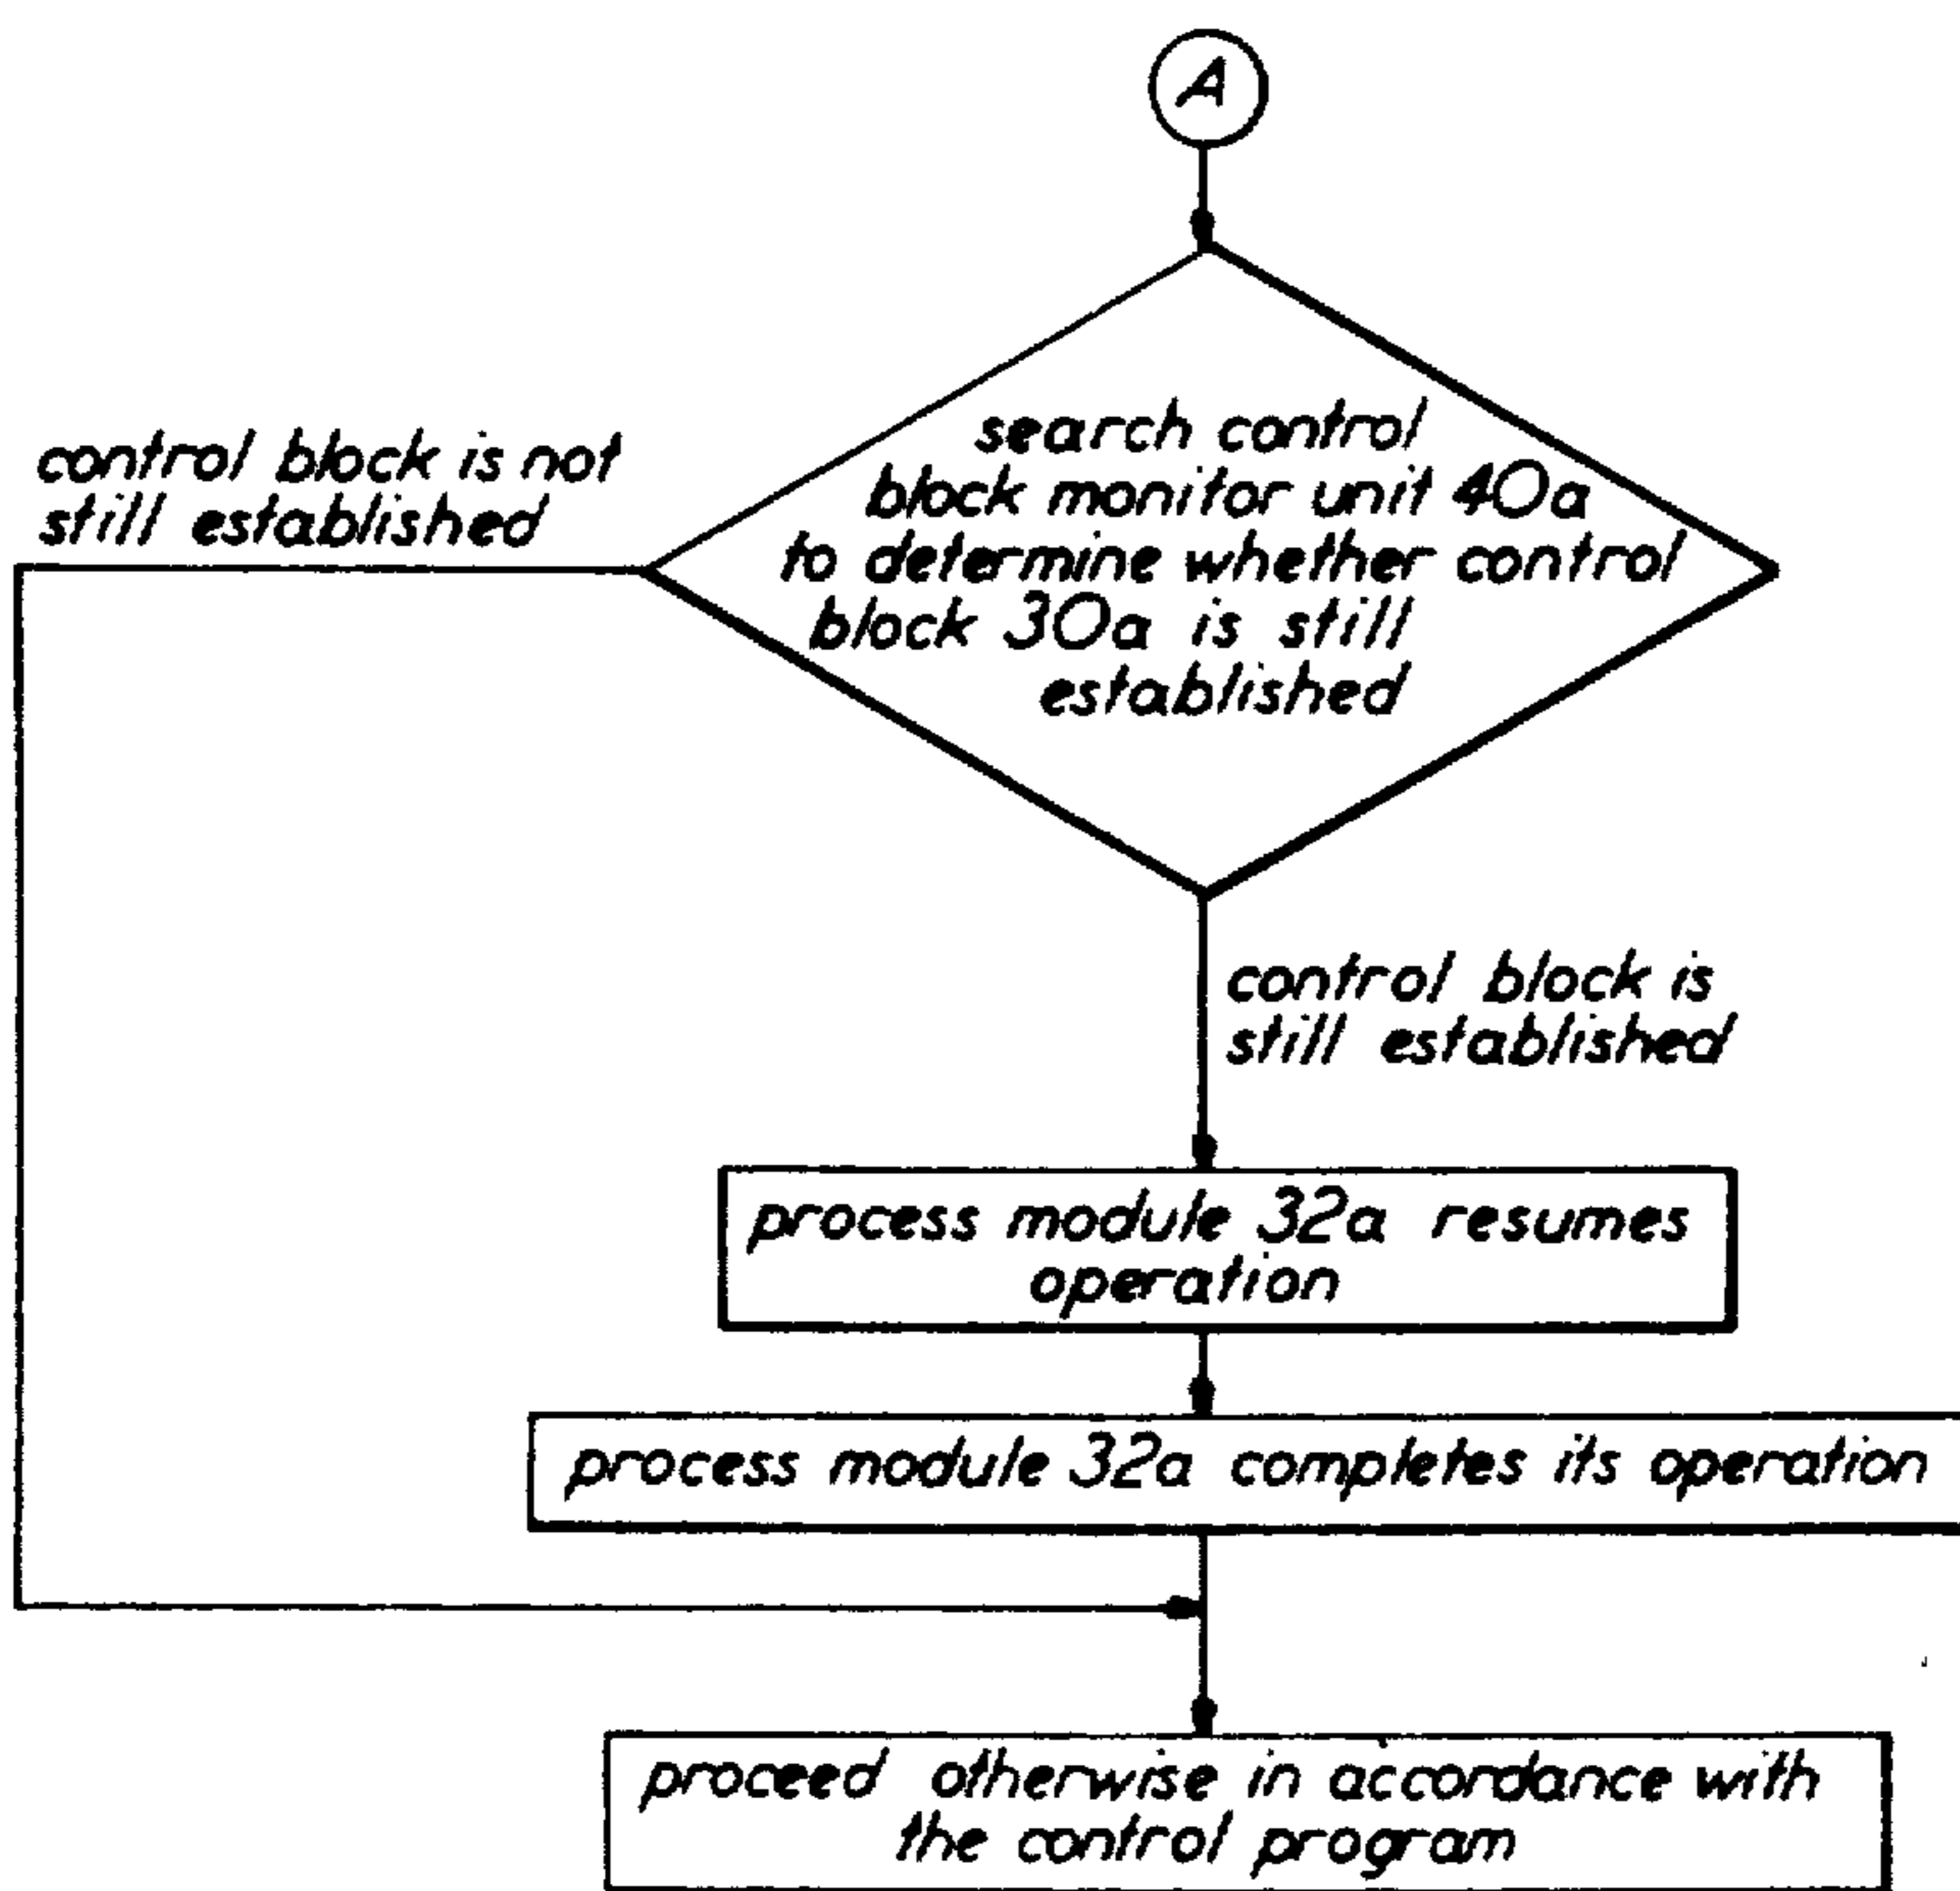 A
search control
block monitor unit 40a
to determine whether control
block 30a is still
established
control block is not
still established
control block is
still established
process module 32a resumes
operation
process module 32a completes its operation
proceed otherwise in accordance with
the control program